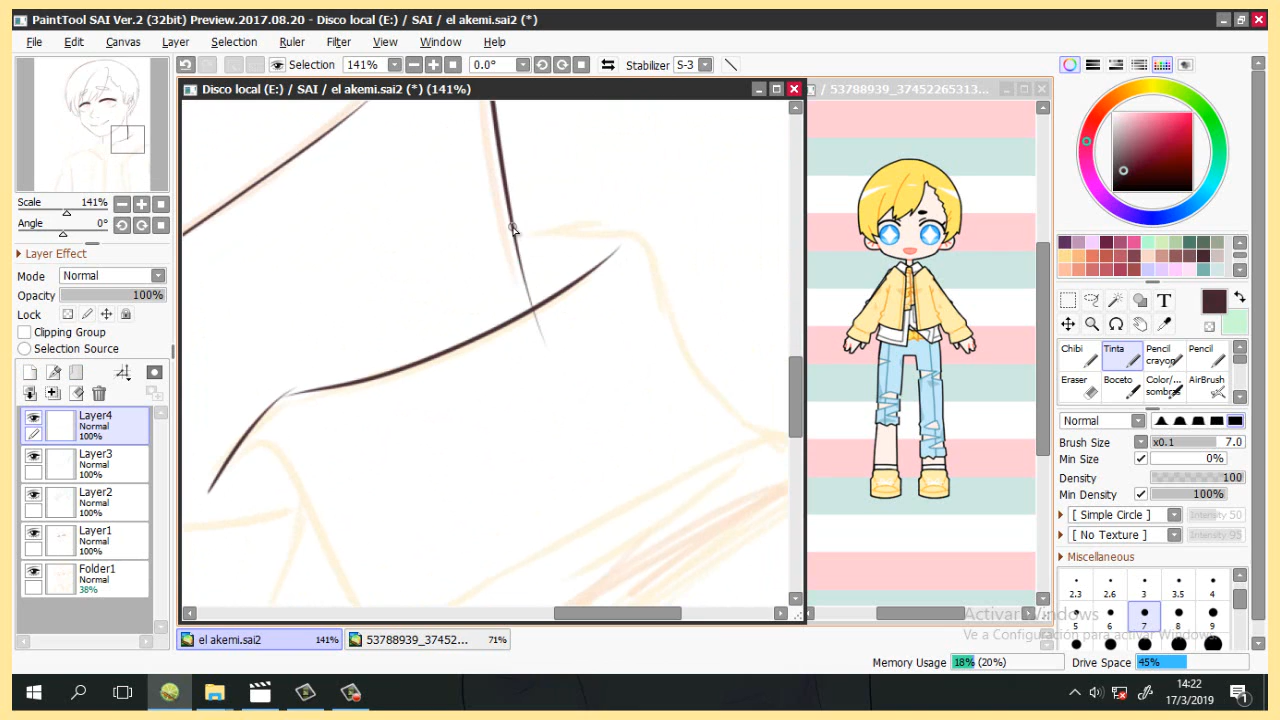 PaintTool SAI Ver.2 (32bit) Preview.2017.08.20 - Disco local (E:) / SAI / el akemi.sai2 (*)
File Edit Canvas Layer Selection Ruler Filter View Window Help
Selection 141% 0.0° Stabilizer S-3
Disco local (E:) / SAI / el akemi.sai2 (*) (141%)
/ 53788939_37452265313...
Scale 141%
Angle 0°
Layer Effect
Mode Normal
Opacity 100%
Lock
Clipping Group
Selection Source
Layer4
Normal
100%
Layer3
Normal
100%
Layer2
Normal
100%
Layer1
Normal
100%
Folder1
Normal
38%
T
Chibi Tinta Pencil crayon Pencil
Eraser Boceto Color/... sombras AirBrush
Normal
Brush Size x0.1 7.0
Min Size 0%
Density 100
Min Density 100%
[ Simple Circle ] Intensity 50
[ No Texture ] Intensity 95
Miscellaneous
2.3 2.6 3 3.5 4
5 6 7 8 9
Activar Windows
Ve a Configuración para activar Windows.
el akemi.sai2 141% 53788939_37452... 71%
Memory Usage 18% (20%) Drive Space 45%
14:22
17/3/2019
1